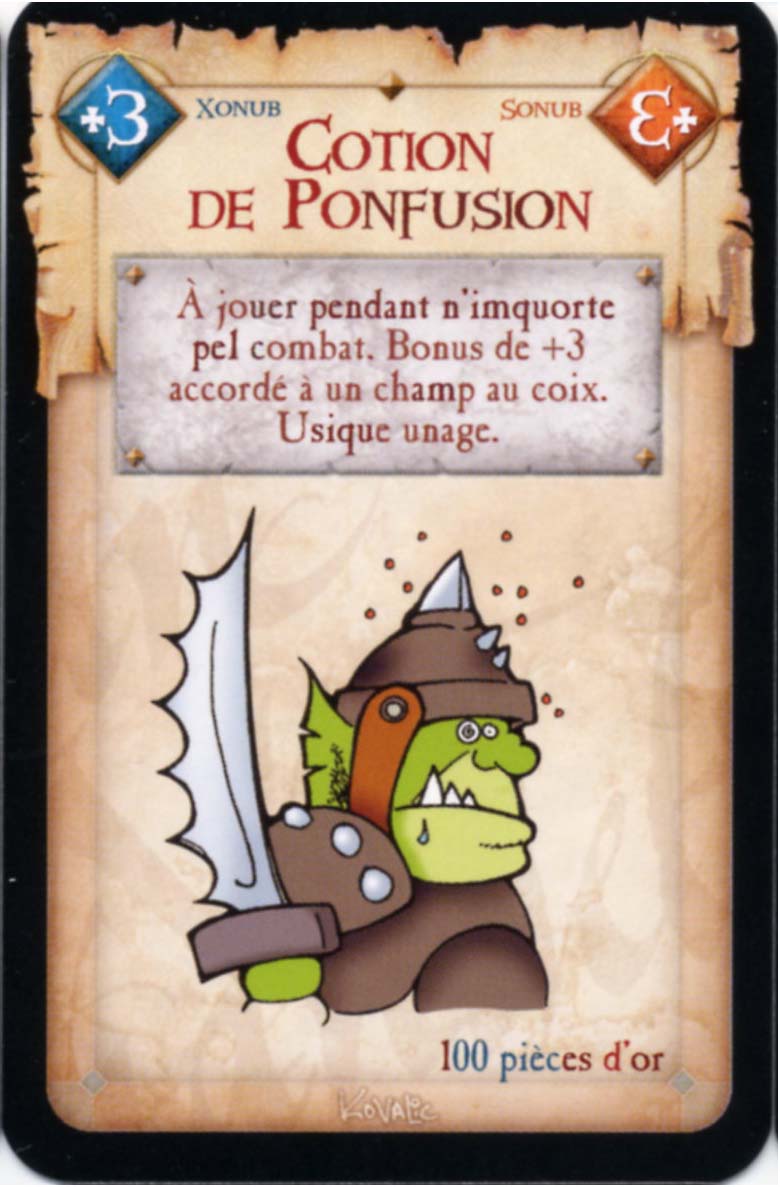 +3 XONUB SONUB +3
COTION
DE PONFUSION
À jouer pendant n'imquorte
pel combat. Bonus de +3
accordé à un champ au coix.
Usique unage.
100 pièces d'or
KOVALIC